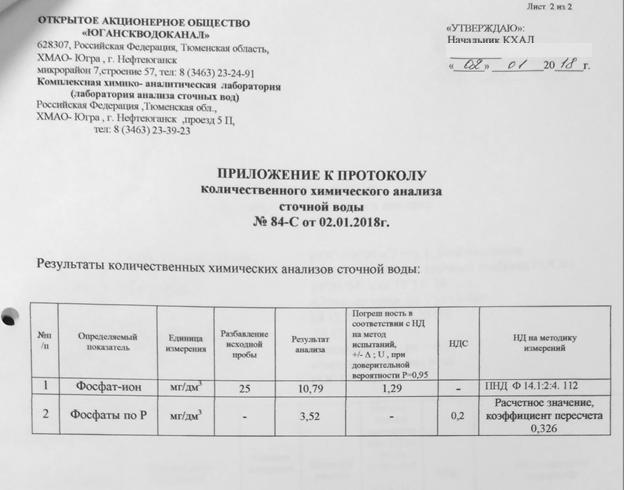 Лист 2 из 2
ОТКРЫТОЕ АКЦИОНЕРНОЕ ОБЩЕСТВО
«ЮГАНСКВОДОКАНАЛ»
628307, Российская Федерация, Тюменская область,
ХМАО- Югра , г. Нефтеюганск
микрорайон 7,строение 57, тел: 8 (3463) 23-24-91
Комплексная химико- аналитическая лаборатория
(лаборатория анализа сточных вод)
Российская Федерация ,Тюменская обл.,
ХМАО- Югра , г. Нефтеюганск ,проезд 5 П,
тел: 8 (3463) 23-39-23
«УТВЕРЖДАЮ»:
Начальник КХАЛ
« 02 » 01 2018 г.
ПРИЛОЖЕНИЕ К ПРОТОКОЛУ
количественного химического анализа
сточной воды
№ 84-С от 02.01.2018г.
Результаты количественных химических анализов сточной воды:
№п/п
Определяемый показатель
Единица измерения
Разбавление исходной пробы
Результат анализа
Погреш ность в соответствии с НД на метод испытаний, +/- Δ ; U , при доверительной вероятности Р=0,95
НДС
НД на методику измерений
1 Фосфат-ион мг/дм³ 25 10,79 1,29 - ПНД Ф 14.1:2:4. 112
2 Фосфаты по Р мг/дм³ - 3,52 - 0,2 Расчетное значение, коэффициент пересчета 0,326